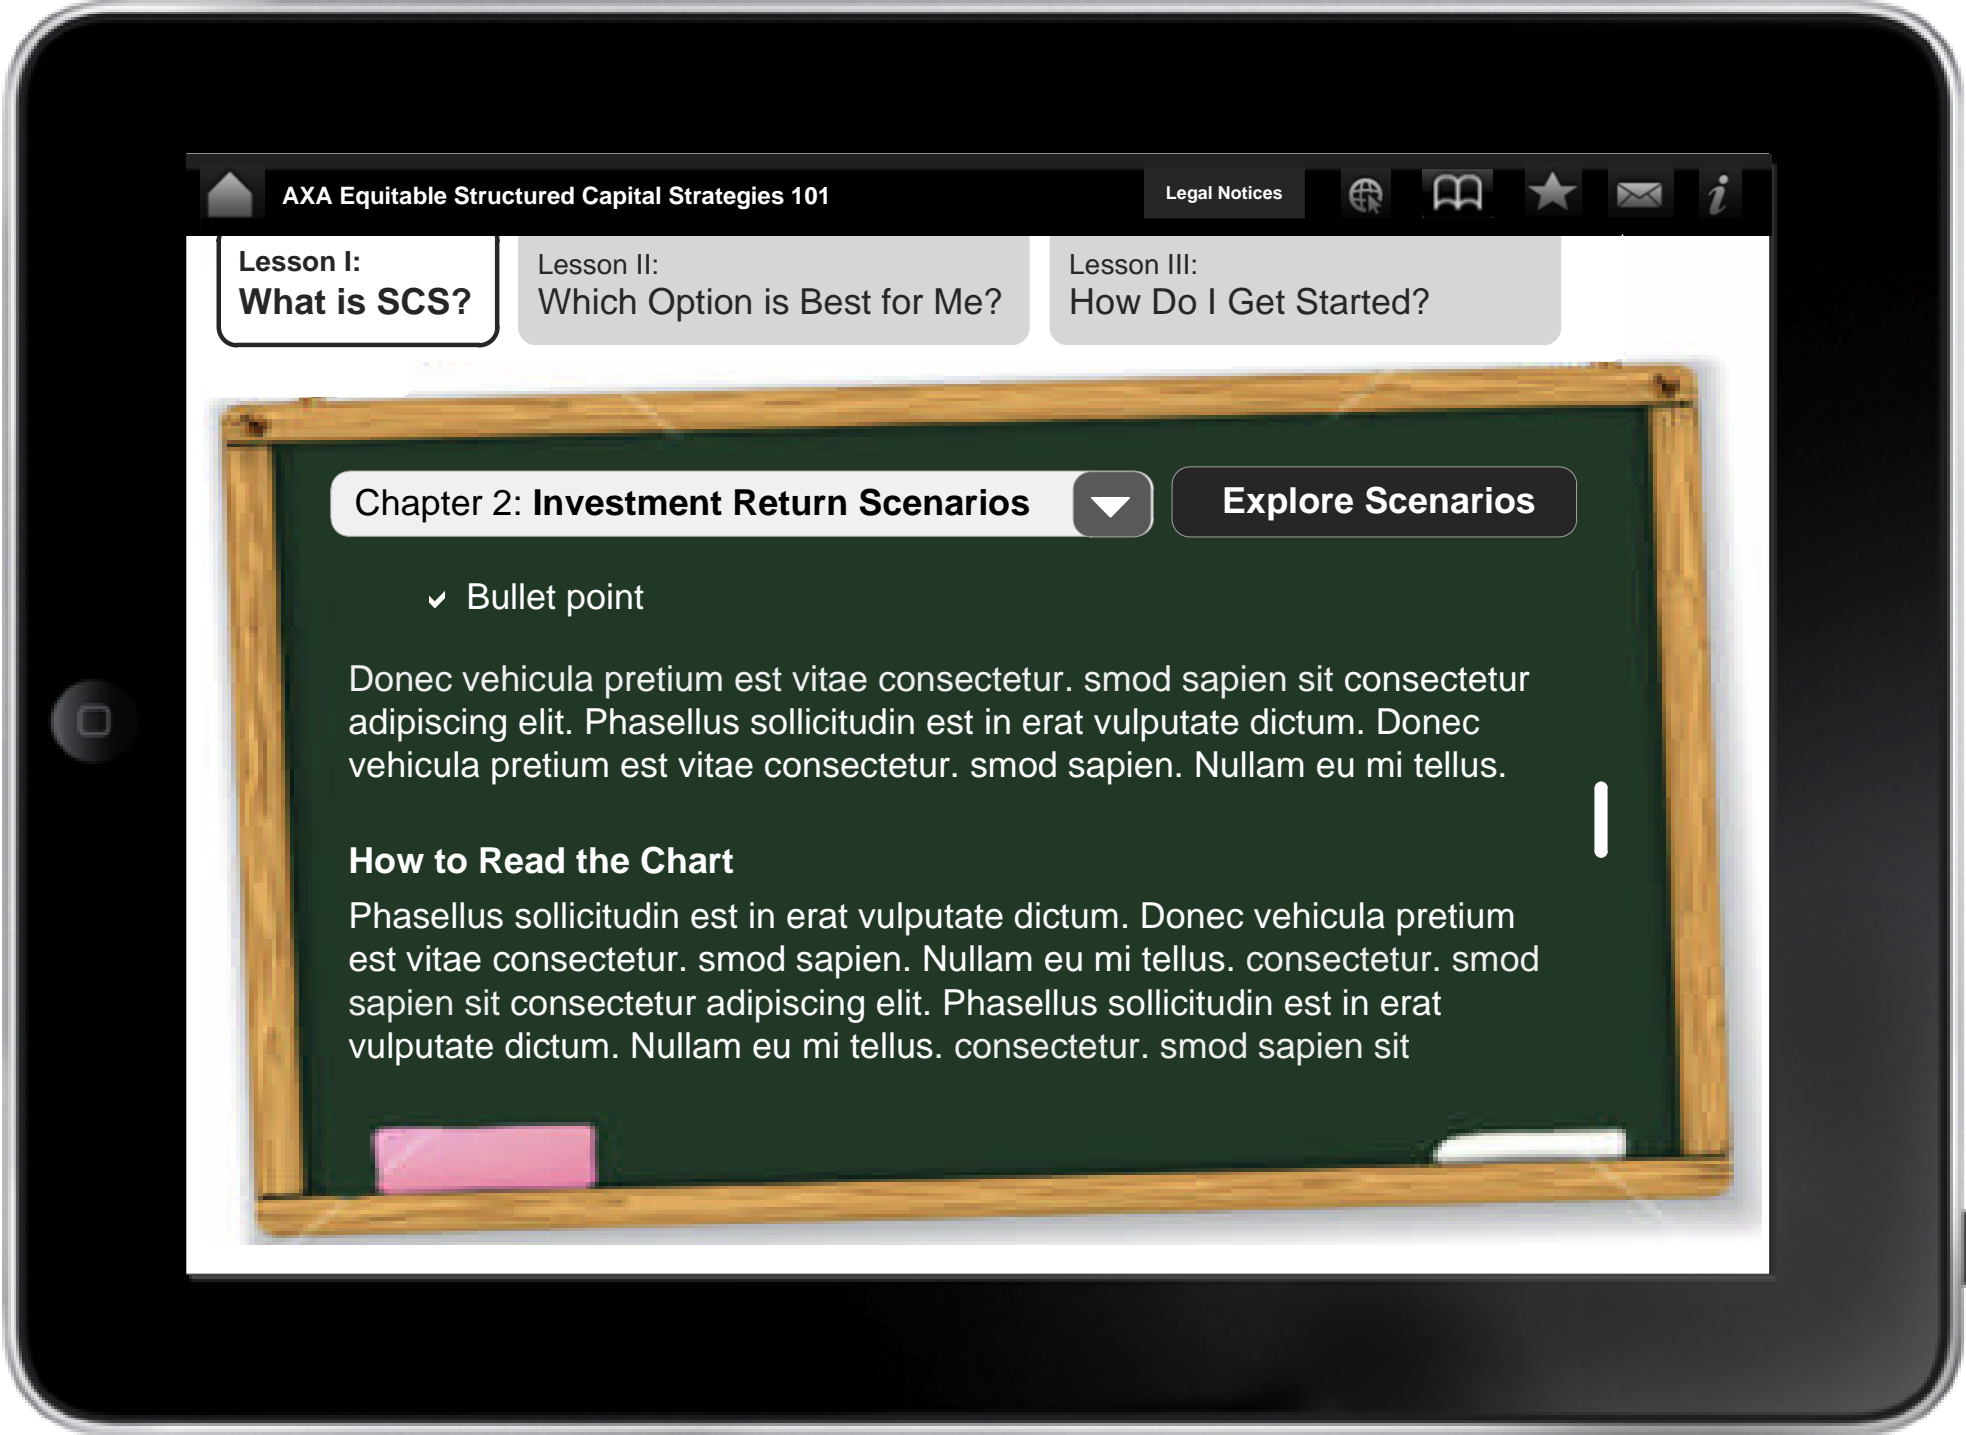 AXA Equitable Structured Capital Strategies 101
Legal Notices
Lesson I:
What is SCS?
Lesson II:
Which Option is Best for Me?
Lesson III:
How Do I Get Started?
Chapter 2: Investment Return Scenarios
Explore Scenarios
Bullet point
Donec vehicula pretium est vitae consectetur. smod sapien sit consectetur
adipiscing elit. Phasellus sollicitudin est in erat vulputate dictum. Donec
vehicula pretium est vitae consectetur. smod sapien. Nullam eu mi tellus.
How to Read the Chart
Phasellus sollicitudin est in erat vulputate dictum. Donec vehicula pretium
est vitae consectetur. smod sapien. Nullam eu mi tellus. consectetur. smod
sapien sit consectetur adipiscing elit. Phasellus sollicitudin est in erat
vulputate dictum. Nullam eu mi tellus. consectetur. smod sapien sit